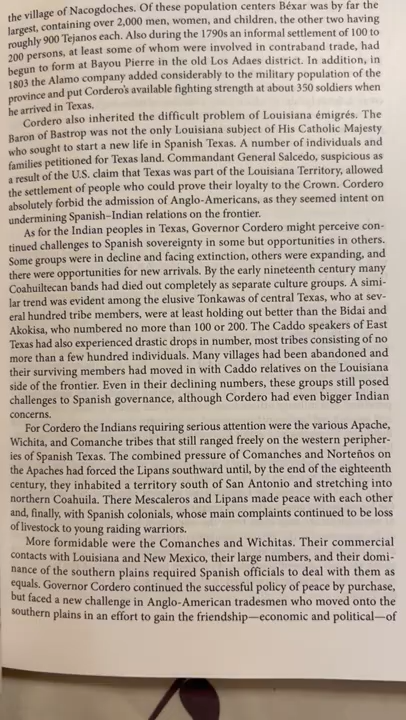 the village of Nacogdoches. Of these population centers Béxar was by far the
largest, containing over 2,000 men, women, and children, the other two having
roughly 900 Tejanos each. Also during the 1790s an informal settlement of 100 to
200 persons, at least some of whom were involved in contraband trade, had
begun to form at Bayou Pierre in the old Los Adaes district. In addition, in
1803 the Alamo company added considerably to the military population of the
province and put Cordero's available fighting strength at about 350 soldiers when
he arrived in Texas.
Cordero also inherited the difficult problem of Louisiana émigrés. The
Baron of Bastrop was not the only Louisiana subject of His Catholic Majesty
who sought to start a new life in Spanish Texas. A number of individuals and
families petitioned for Texas land. Commandant General Salcedo, suspicious as
a result of the U.S. claim that Texas was part of the Louisiana Territory, allowed
the settlement of people who could prove their loyalty to the Crown. Cordero
absolutely forbid the admission of Anglo-Americans, as they seemed intent on
undermining Spanish–Indian relations on the frontier.
As for the Indian peoples in Texas, Governor Cordero might perceive con-
tinued challenges to Spanish sovereignty in some but opportunities in others.
Some groups were in decline and facing extinction, others were expanding, and
there were opportunities for new arrivals. By the early nineteenth century many
Coahuiltecan bands had died out completely as separate culture groups. A simi-
lar trend was evident among the elusive Tonkawas of central Texas, who at sev-
eral hundred tribe members, were at least holding out better than the Bidai and
Akokisa, who numbered no more than 100 or 200. The Caddo speakers of East
Texas had also experienced drastic drops in number, most tribes consisting of no
more than a few hundred individuals. Many villages had been abandoned and
their surviving members had moved in with Caddo relatives on the Louisiana
side of the frontier. Even in their declining numbers, these groups still posed
challenges to Spanish governance, although Cordero had even bigger Indian
concerns.
For Cordero the Indians requiring serious attention were the various Apache,
Wichita, and Comanche tribes that still ranged freely on the western peripher-
ies of Spanish Texas. The combined pressure of Comanches and Norteños on
the Apaches had forced the Lipans southward until, by the end of the eighteenth
century, they inhabited a territory south of San Antonio and stretching into
northern Coahuila. There Mescaleros and Lipans made peace with each other
and, finally, with Spanish colonials, whose main complaints continued to be loss
of livestock to young raiding warriors.
More formidable were the Comanches and Wichitas. Their commercial
contacts with Louisiana and New Mexico, their large numbers, and their domi-
nance of the southern plains required Spanish officials to deal with them as
equals. Governor Cordero continued the successful policy of peace by purchase,
but faced a new challenge in Anglo-American tradesmen who moved onto the
southern plains in an effort to gain the friendship—economic and political—of